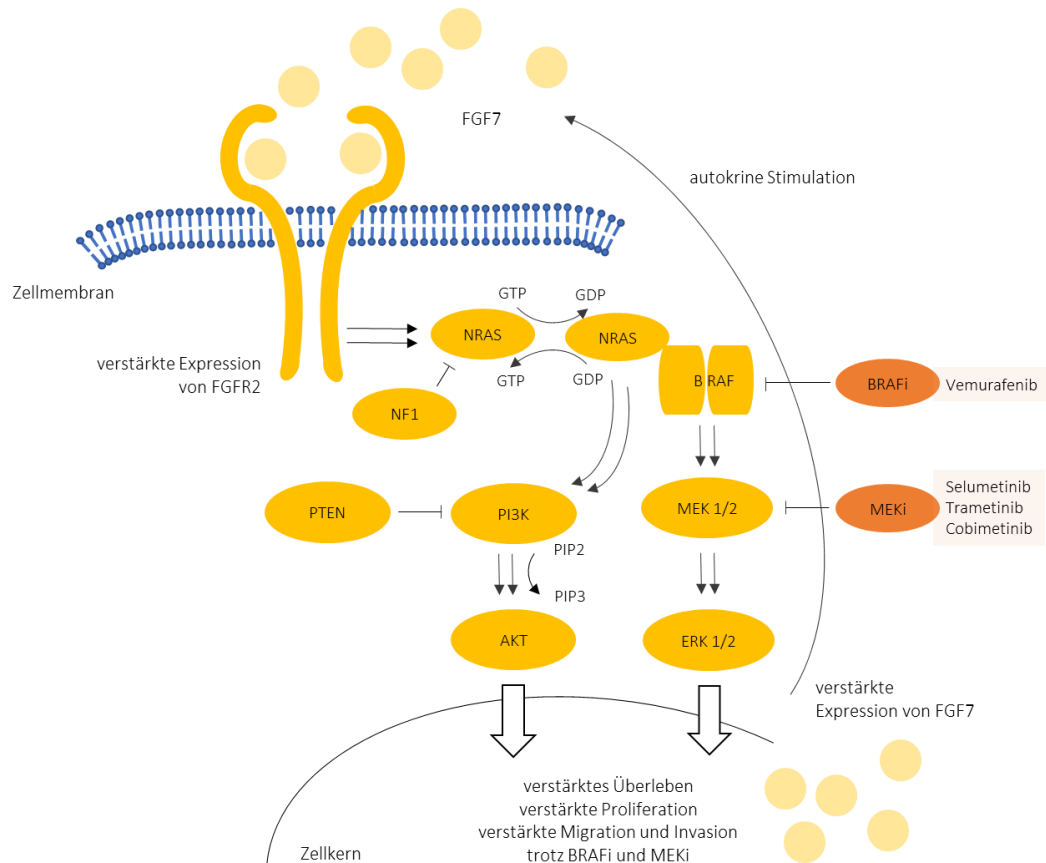 FGF7
autokrine Stimulation
Zellmembran
GTP
GDP
NRAS
NRAS
verstärkte Expression
von FGFR2
GTP
GDP
BRAF
BRAFi
Vemurafenib
NF1
PTEN
PI3K
MEK 1/2
MEKi
Selumetinib
Trametinib
Cobimetinib
PIP2
PIP3
AKT
ERK 1/2
verstärkte
Expression von FGF7
verstärktes Überleben
verstärkte Proliferation
verstärkte Migration und Invasion
trotz BRAFi und MEKi
Zellkern